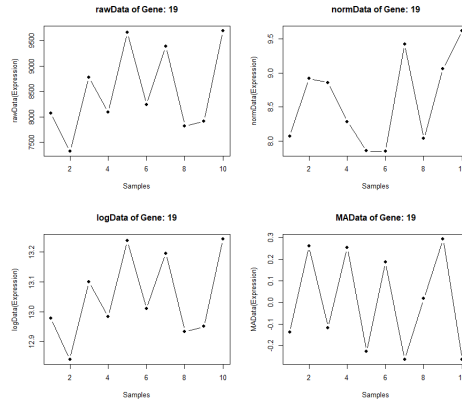 rawData of Gene: 19
rawData(Expression)
9500
9000
8500
8000
7500
2 4 6 8 10
Samples
normData of Gene: 19
normData(Expression)
9.5
9.0
8.5
8.0
2 4 6 8 1
Samples
logData of Gene: 19
logData(Expression)
13.2
13.1
13.0
12.9
2 4 6 8 10
Samples
MAData of Gene: 19
MAData(Expression)
0.3
0.2
0.1
0.0
-0.1
-0.2
2 4 6 8 1
Samples